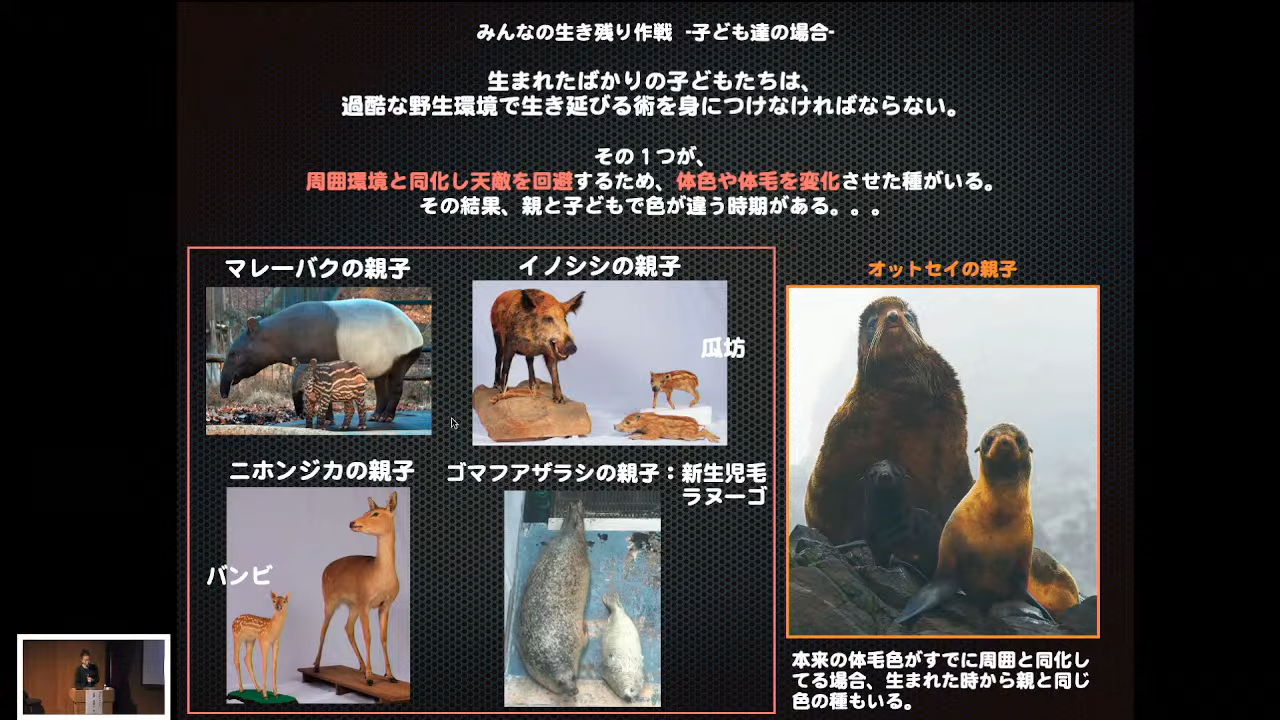 みんなの生き残り作戦 -子ども達の場合-
生まれたばかりの子どもたちは、
過酷な野生環境で生き延びる術を身につけなければならない。
その1つが、
周囲環境と同化し天敵を回避するため、体色や体毛を変化させた種がいる。
その結果、親と子どもで色が違う時期がある。。。
マレーバクの親子
イノシシの親子
瓜坊
オットセイの親子
ニホンジカの親子
バンビ
ゴマフアザラシの親子：新生児毛
ラヌーゴ
本来の体毛色がすでに周囲と同化し
てる場合、生まれた時から親と同じ
色の種もいる。